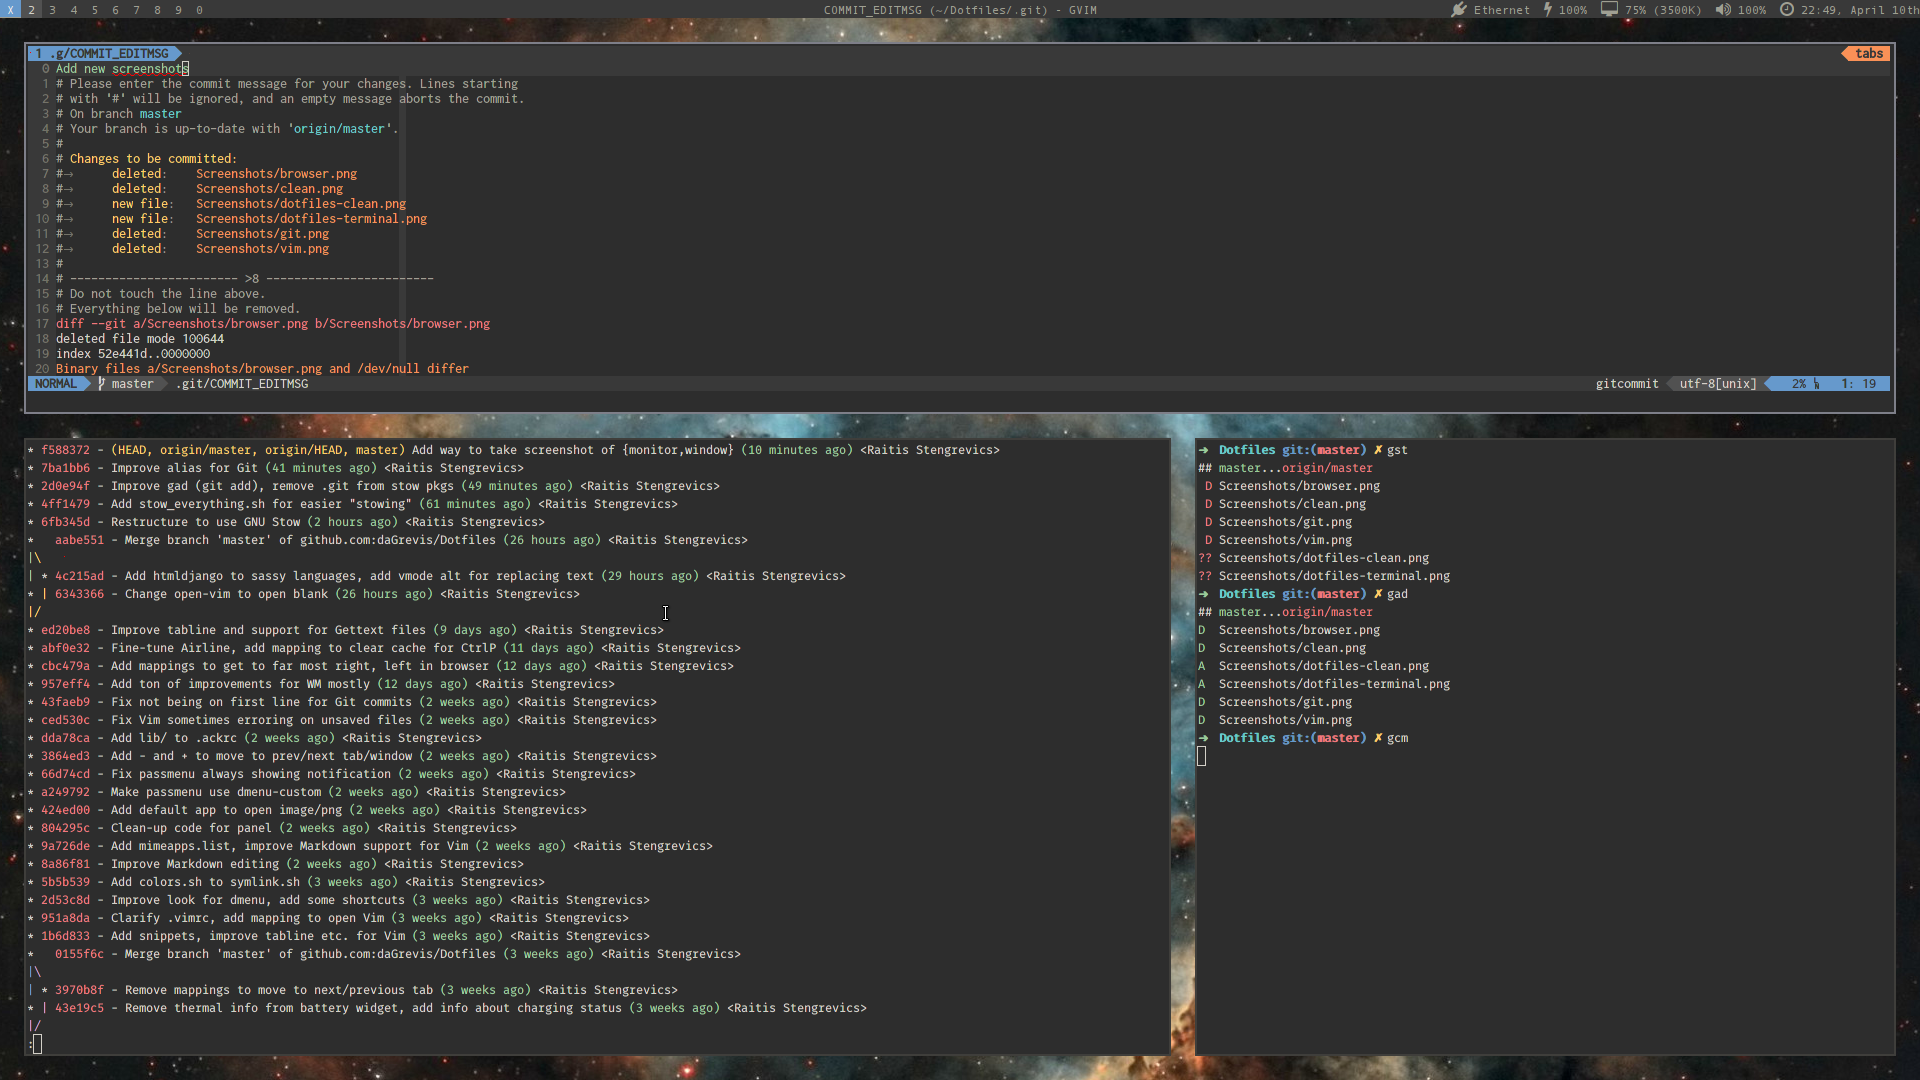 X 2 3 4 5 6 7 8 9 0
COMMIT_EDITMSG (~/Dotfiles/.git) - GVIM
Ethernet 100% 75% (3500K) 100% 22:49, April 10th
1 .g/COMMIT_EDITMSG
tabs
0 Add new screenshots
1 # Please enter the commit message for your changes. Lines starting
2 # with '#' will be ignored, and an empty message aborts the commit.
3 # On branch master
4 # Your branch is up-to-date with 'origin/master'.
5 #
6 # Changes to be committed:
7 #→ deleted: Screenshots/browser.png
8 #→ deleted: Screenshots/clean.png
9 #→ new file: Screenshots/dotfiles-clean.png
10 #→ new file: Screenshots/dotfiles-terminal.png
11 #→ deleted: Screenshots/git.png
12 #→ deleted: Screenshots/vim.png
13 #
14 # ------------------------ >8 ------------------------
15 # Do not touch the line above.
16 # Everything below will be removed.
17 diff --git a/Screenshots/browser.png b/Screenshots/browser.png
18 deleted file mode 100644
19 index 52e441d..0000000
20 Binary files a/Screenshots/browser.png and /dev/null differ
NORMAL master .git/COMMIT_EDITMSG
gitcommit utf-8[unix] 2% 1: 19
* f588372 - (HEAD, origin/master, origin/HEAD, master) Add way to take screenshot of {monitor,window} (10 minutes ago) <Raitis Stengrevics>
* 7ba1bb6 - Improve alias for Git (41 minutes ago) <Raitis Stengrevics>
* 2d0e94f - Improve gad (git add), remove .git from stow pkgs (49 minutes ago) <Raitis Stengrevics>
* 4ff1479 - Add stow_everything.sh for easier "stowing" (61 minutes ago) <Raitis Stengrevics>
* 6fb345d - Restructure to use GNU Stow (2 hours ago) <Raitis Stengrevics>
*   aabe551 - Merge branch 'master' of github.com:daGrevis/Dotfiles (26 hours ago) <Raitis Stengrevics>
|\
| * 4c215ad - Add htmldjango to sassy languages, add vmode alt for replacing text (29 hours ago) <Raitis Stengrevics>
* | 6343366 - Change open-vim to open blank (26 hours ago) <Raitis Stengrevics>
|/
* ed20be8 - Improve tabline and support for Gettext files (9 days ago) <Raitis Stengrevics>
* abf0e32 - Fine-tune Airline, add mapping to clear cache for CtrlP (11 days ago) <Raitis Stengrevics>
* cbc479a - Add mappings to get to far most right, left in browser (12 days ago) <Raitis Stengrevics>
* 957eff4 - Add ton of improvements for WM mostly (12 days ago) <Raitis Stengrevics>
* 43faeb9 - Fix not being on first line for Git commits (2 weeks ago) <Raitis Stengrevics>
* ced530c - Fix Vim sometimes erroring on unsaved files (2 weeks ago) <Raitis Stengrevics>
* dda78ca - Add lib/ to .ackrc (2 weeks ago) <Raitis Stengrevics>
* 3864ed3 - Add - and + to move to prev/next tab/window (2 weeks ago) <Raitis Stengrevics>
* 66d74cd - Fix passmenu always showing notification (2 weeks ago) <Raitis Stengrevics>
* a249792 - Make passmenu use dmenu-custom (2 weeks ago) <Raitis Stengrevics>
* 424ed00 - Add default app to open image/png (2 weeks ago) <Raitis Stengrevics>
* 804295c - Clean-up code for panel (2 weeks ago) <Raitis Stengrevics>
* 9a726de - Add mimeapps.list, improve Markdown support for Vim (2 weeks ago) <Raitis Stengrevics>
* 8a86f81 - Improve Markdown editing (2 weeks ago) <Raitis Stengrevics>
* 5b5b539 - Add colors.sh to symlink.sh (3 weeks ago) <Raitis Stengrevics>
* 2d53c8d - Improve look for dmenu, add some shortcuts (3 weeks ago) <Raitis Stengrevics>
* 951a8da - Clarify .vimrc, add mapping to open Vim (3 weeks ago) <Raitis Stengrevics>
* 1b6d833 - Add snippets, improve tabline etc. for Vim (3 weeks ago) <Raitis Stengrevics>
*   0155f6c - Merge branch 'master' of github.com:daGrevis/Dotfiles (3 weeks ago) <Raitis Stengrevics>
|\
| * 3970b8f - Remove mappings to move to next/previous tab (3 weeks ago) <Raitis Stengrevics>
* | 43e19c5 - Remove thermal info from battery widget, add info about charging status (3 weeks ago) <Raitis Stengrevics>
|/
:
→ Dotfiles git:(master) ✗ gst
## master...origin/master
 D Screenshots/browser.png
 D Screenshots/clean.png
 D Screenshots/git.png
 D Screenshots/vim.png
?? Screenshots/dotfiles-clean.png
?? Screenshots/dotfiles-terminal.png
→ Dotfiles git:(master) ✗ gad
## master...origin/master
D  Screenshots/browser.png
D  Screenshots/clean.png
A  Screenshots/dotfiles-clean.png
A  Screenshots/dotfiles-terminal.png
D  Screenshots/git.png
D  Screenshots/vim.png
→ Dotfiles git:(master) ✗ gcm